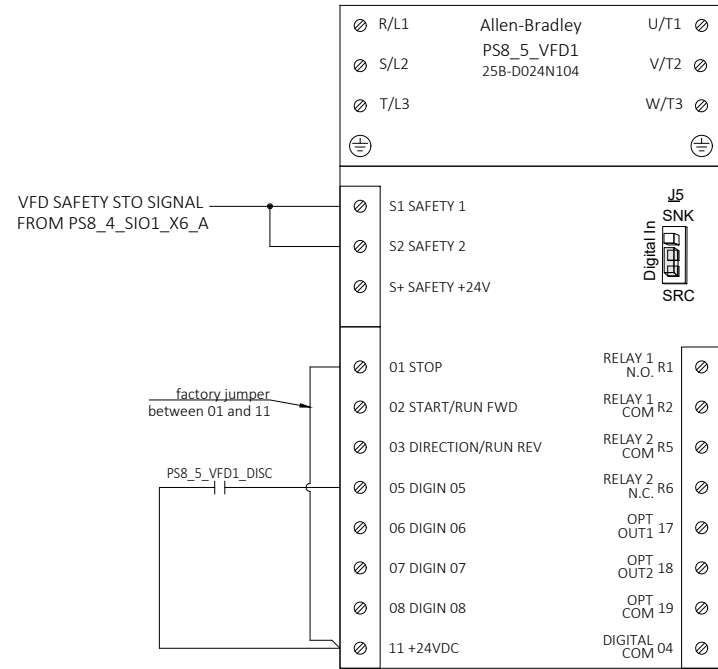 R/L1 Allen-Bradley U/T1
PS8_5_VFD1
S/L2 V/T2
25B-D024N104
T/L3 W/T3
VFD SAFETY STO SIGNAL
FROM PS8_4_SIO1_X6_A
S1 SAFETY 1
S2 SAFETY 2
S+ SAFETY +24V
J5
SNK
Digital In
SRC
01 STOP
RELAY 1
N.O. R1
factory jumper
between 01 and 11
02 START/RUN FWD
RELAY 1
COM R2
03 DIRECTION/RUN REV
RELAY 2
COM R5
PS8_5_VFD1_DISC
05 DIGIN 05
RELAY 2
N.C. R6
06 DIGIN 06
OPT
OUT1 17
07 DIGIN 07
OPT
OUT2 18
08 DIGIN 08
OPT
COM 19
11 +24VDC
DIGITAL
COM 04